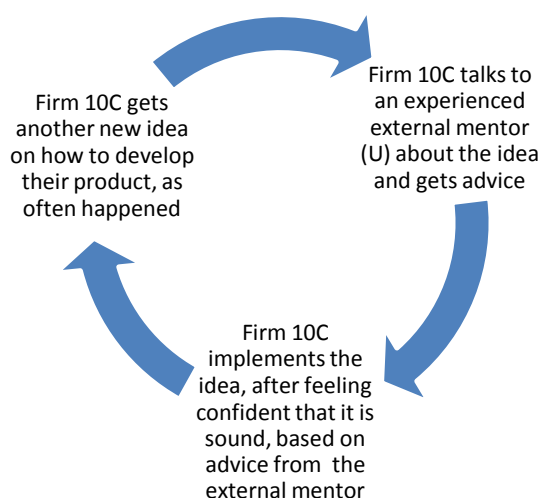 Firm 10C gets
another new idea
on how to develop
their product, as
often happened
Firm 10C talks to
an experienced
external mentor
(U) about the idea
and gets advice
Firm 10C
implements the
idea, after feeling
confident that it is
sound, based on
advice from the
external mentor